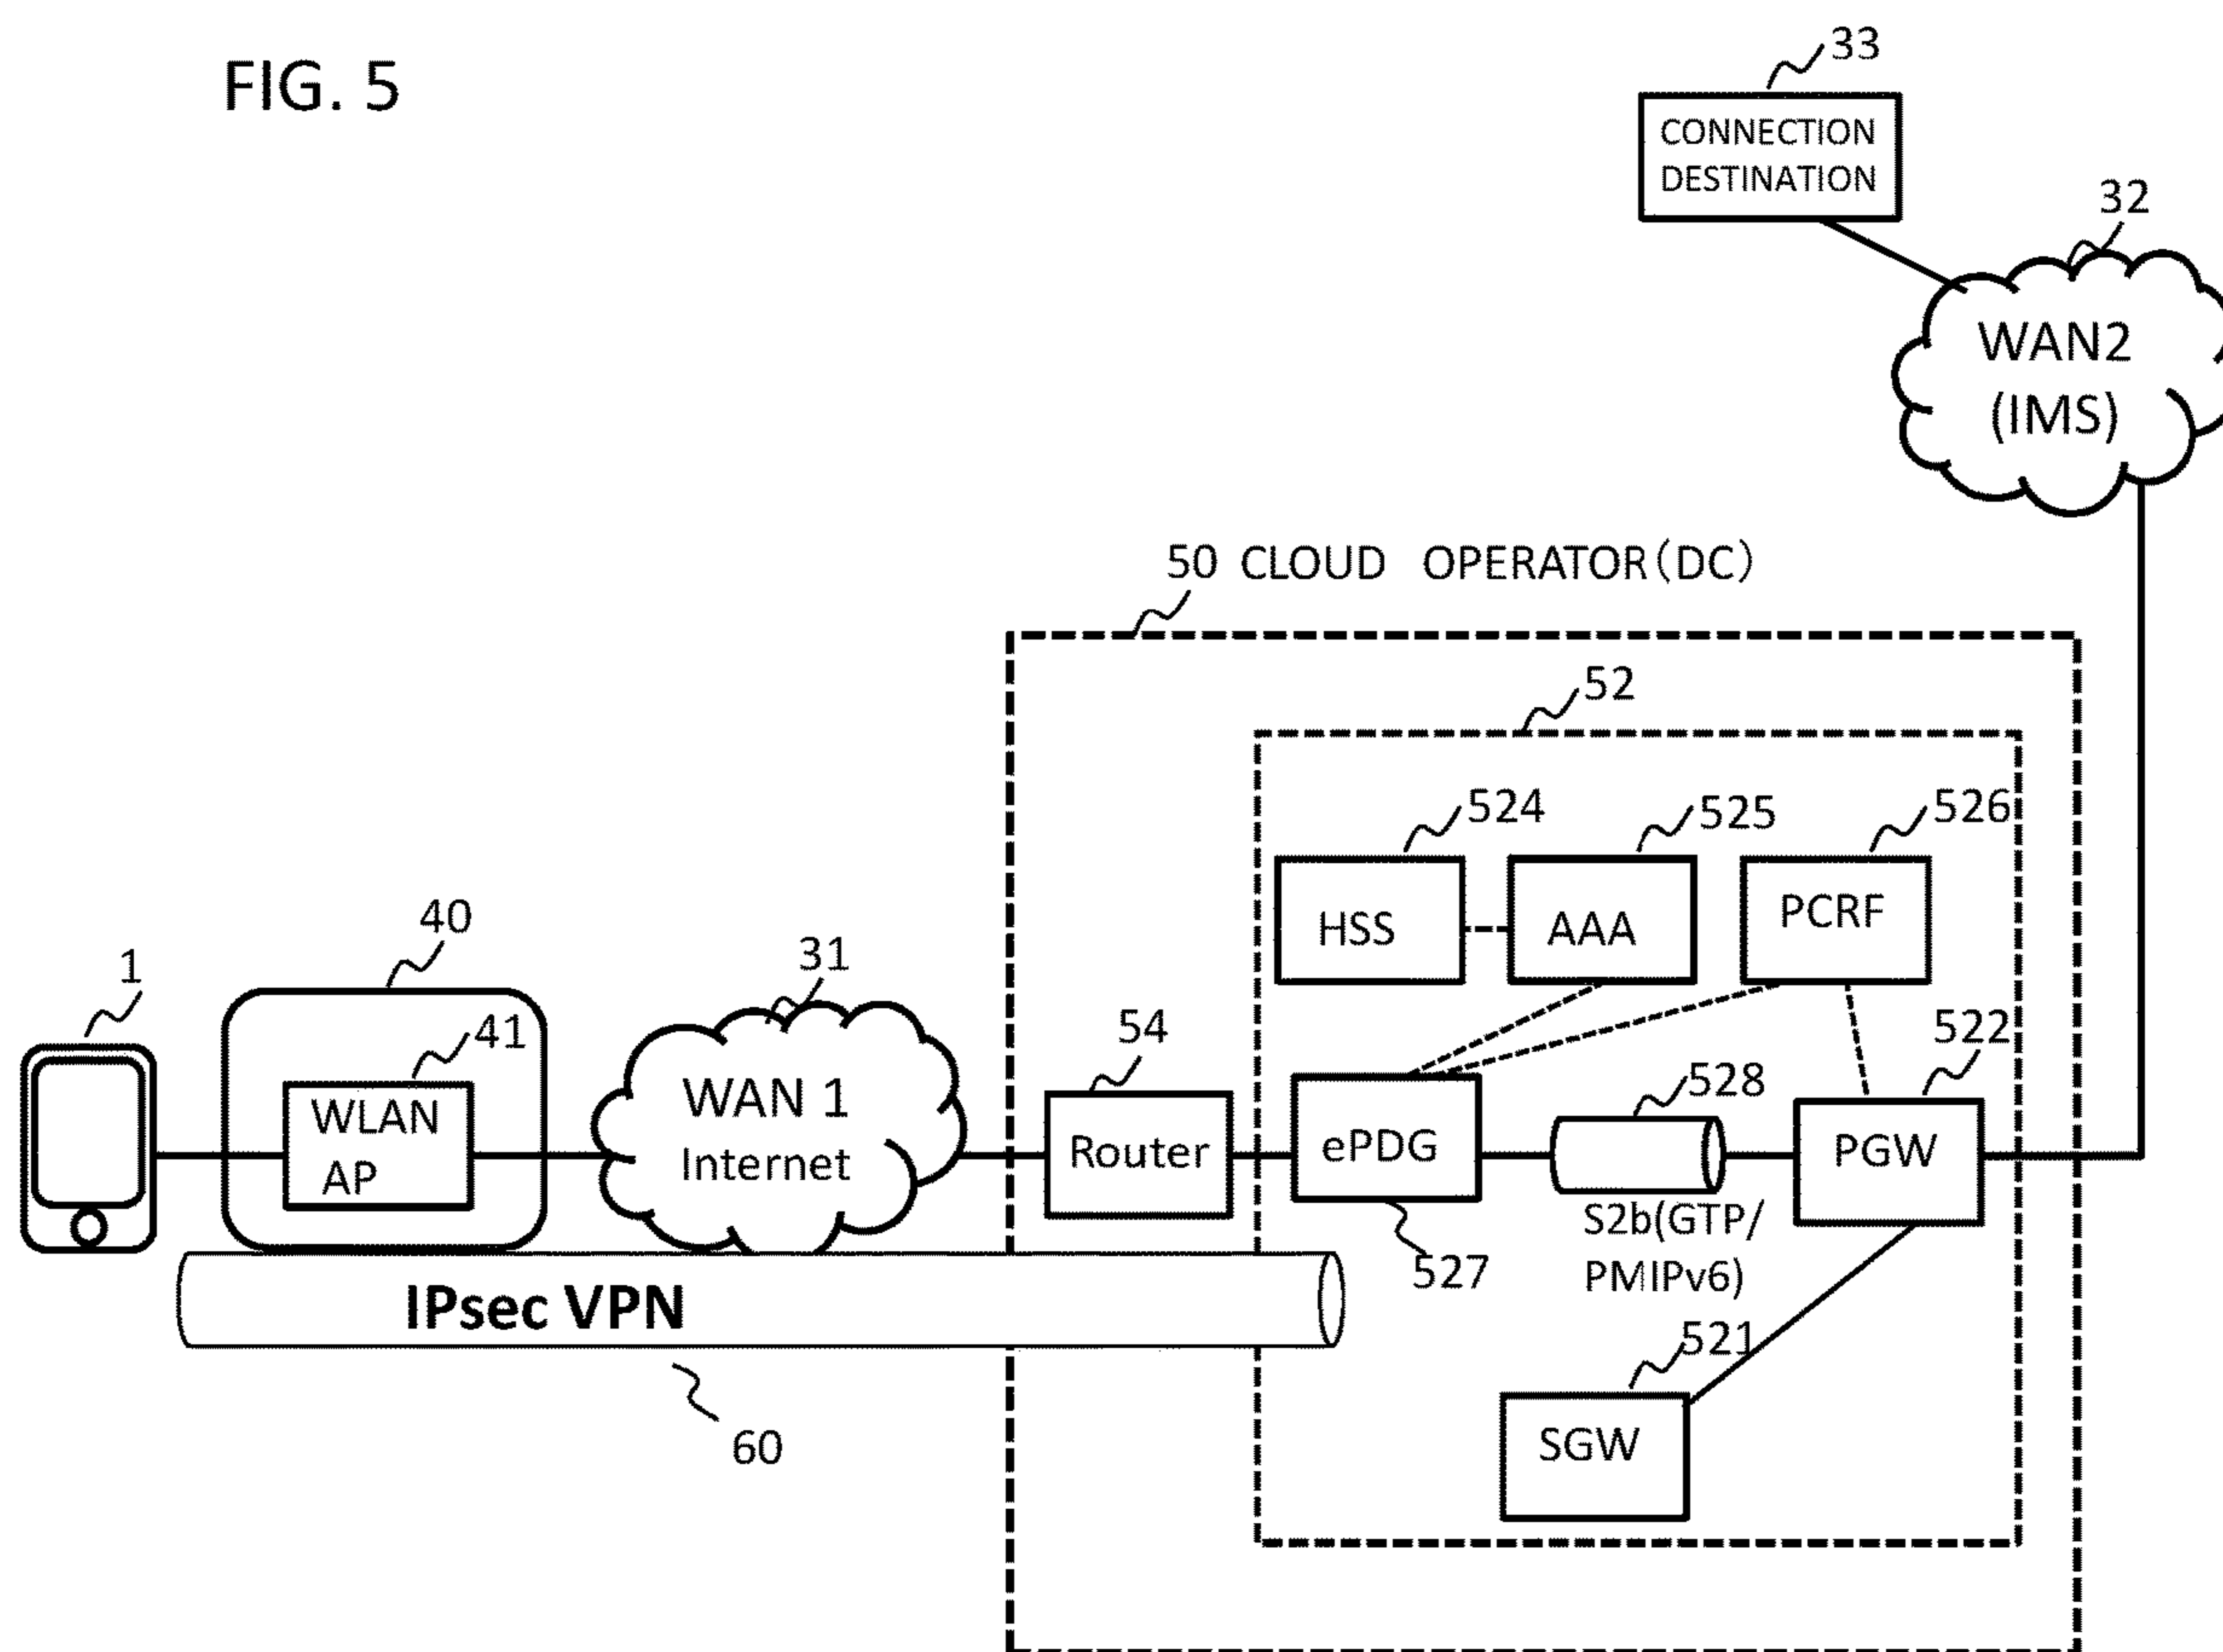 FIG. 5
33
CONNECTION
DESTINATION
32
WAN2
(IMS)
50 CLOUD OPERATOR(DC)
52
524
525
526
HSS
AAA
PCRF
40
1
41
31
54
522
WLAN
AP
WAN 1
Internet
Router
ePDG
528
PGW
S2b(GTP/
PMIPv6)
527
IPsec VPN
521
60
SGW